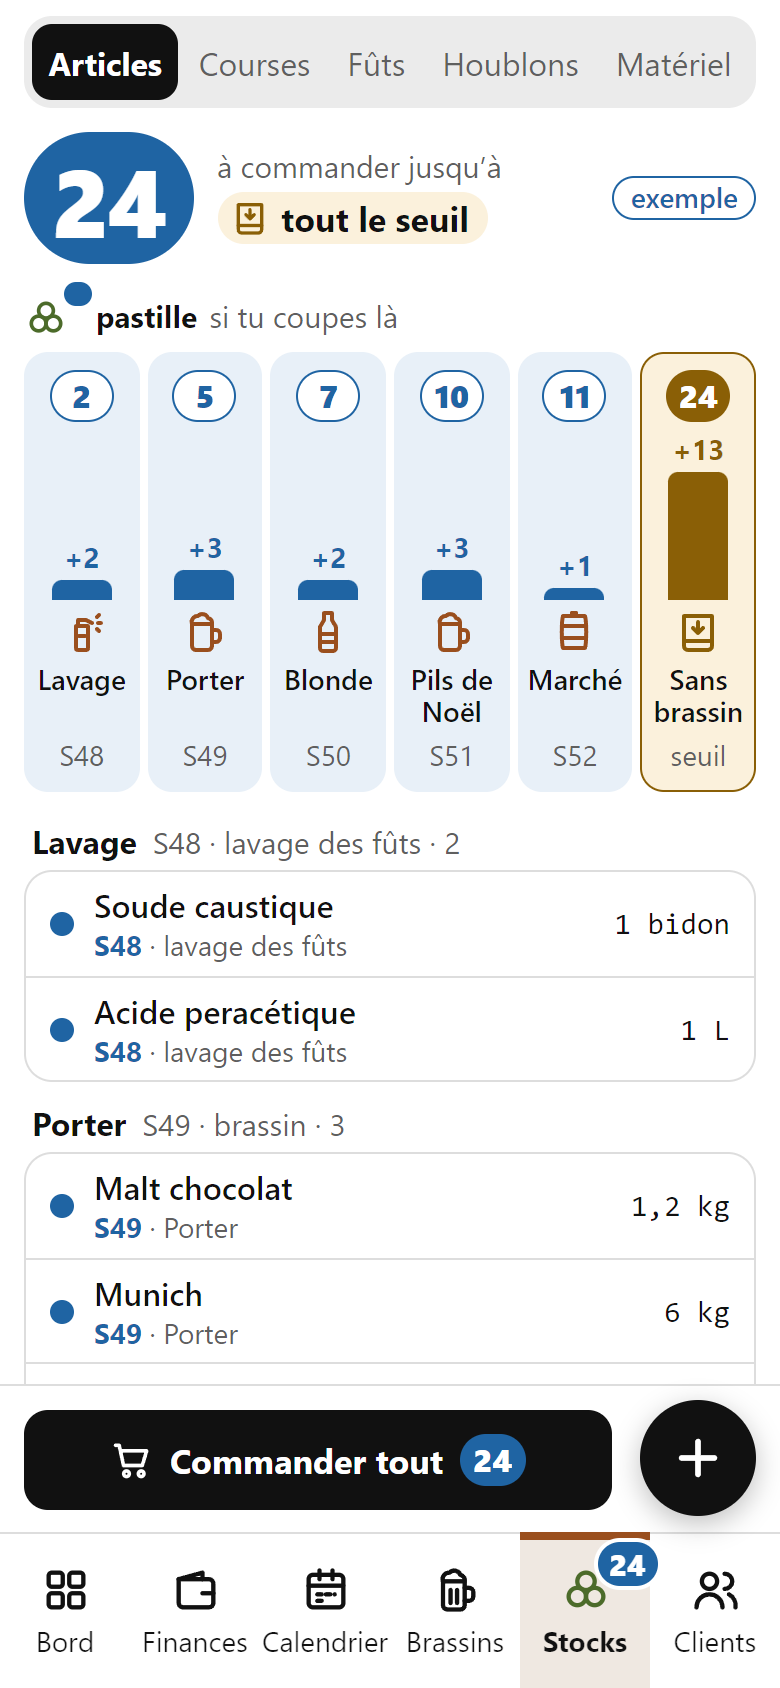 Articles Courses Fûts Houblons Matériel
24
à commander jusqu’à
tout le seuil
exemple
pastille si tu coupes là
2 5 7 10 11 24
+2 +3 +2 +3 +1 +13
Lavage Porter Blonde Pils de Noël Marché Sans brassin
S48 S49 S50 S51 S52 seuil
Lavage S48 · lavage des fûts · 2
Soude caustique
S48 · lavage des fûts
1 bidon
Acide peracétique
S48 · lavage des fûts
1 L
Porter S49 · brassin · 3
Malt chocolat
S49 · Porter
1,2 kg
Munich
S49 · Porter
6 kg
Commander tout 24
24
Bord Finances Calendrier Brassins Stocks Clients